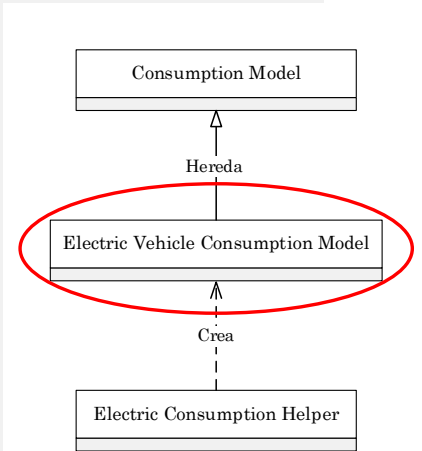 Consumption Model
Hereda
Electric Vehicle Consumption Model
Crea
Electric Consumption Helper